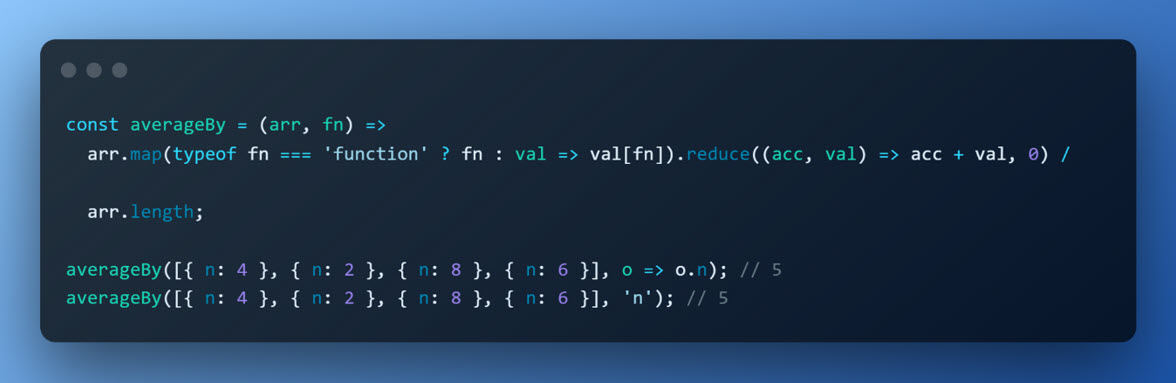 const averageBy = (arr, fn) =>
  arr.map(typeof fn === 'function' ? fn : val => val[fn]).reduce((acc, val) => acc + val, 0) /
  arr.length;
averageBy([{ n: 4 }, { n: 2 }, { n: 8 }, { n: 6 }], o => o.n); // 5
averageBy([{ n: 4 }, { n: 2 }, { n: 8 }, { n: 6 }], 'n'); // 5